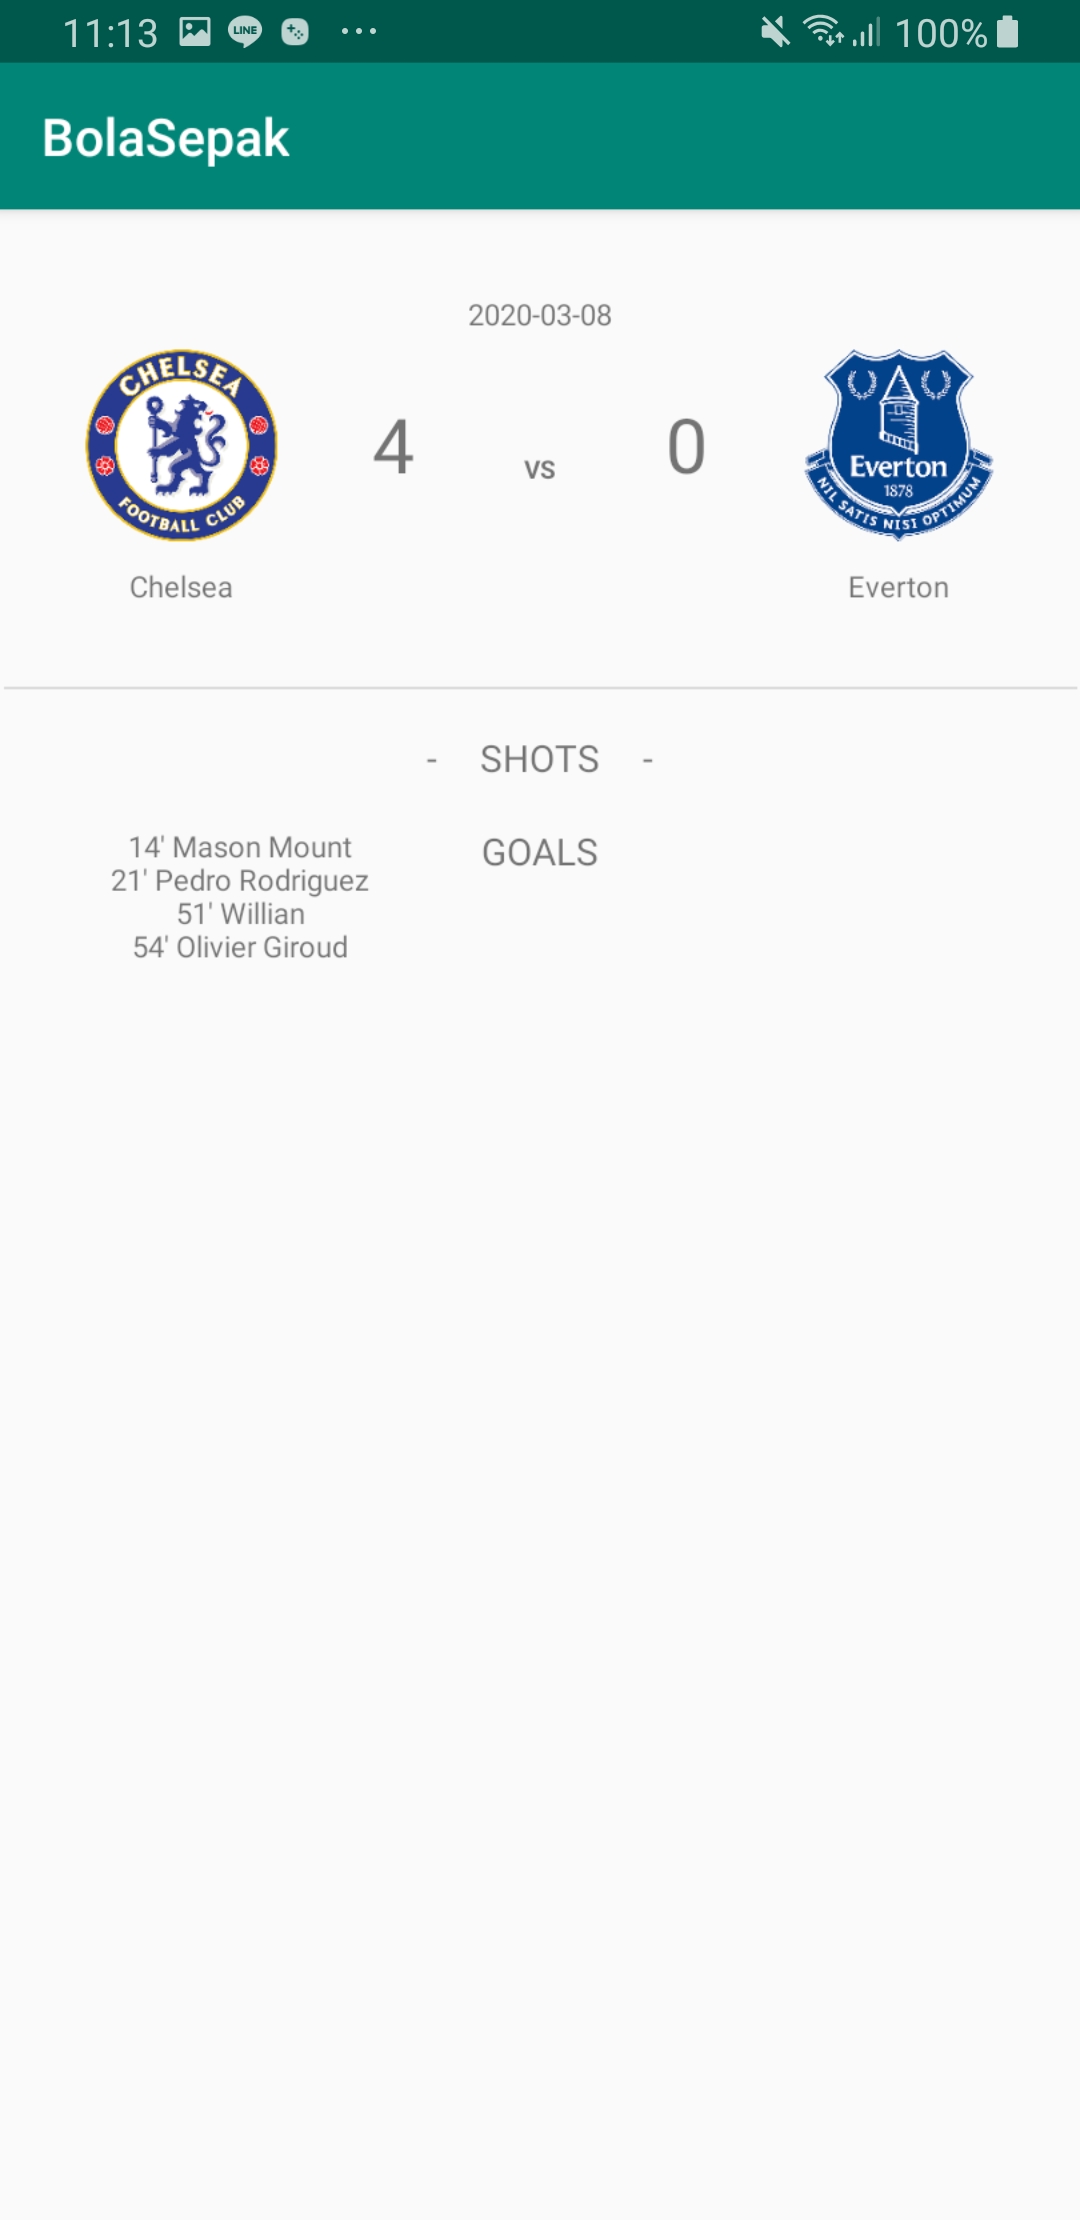 11:13 LINE ... 100%
BolaSepak
2020-03-08
CHELSEA
FOOTBALL CLUB
4 vs 0
Everton
1878
NIL SATIS NISI OPTIMUM
Chelsea Everton
- SHOTS -
GOALS
14' Mason Mount
21' Pedro Rodriguez
51' Willian
54' Olivier Giroud